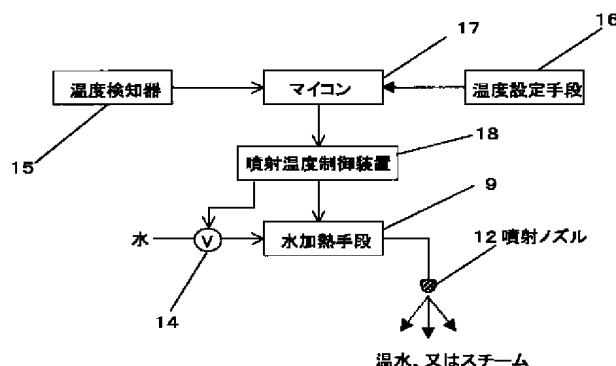 16
17
温度検知器
マイコン
温度設定手段
15
18
噴射温度制御装置
9
水
V
水加熱手段
12 噴射ノズル
14
温水、又はスチーム